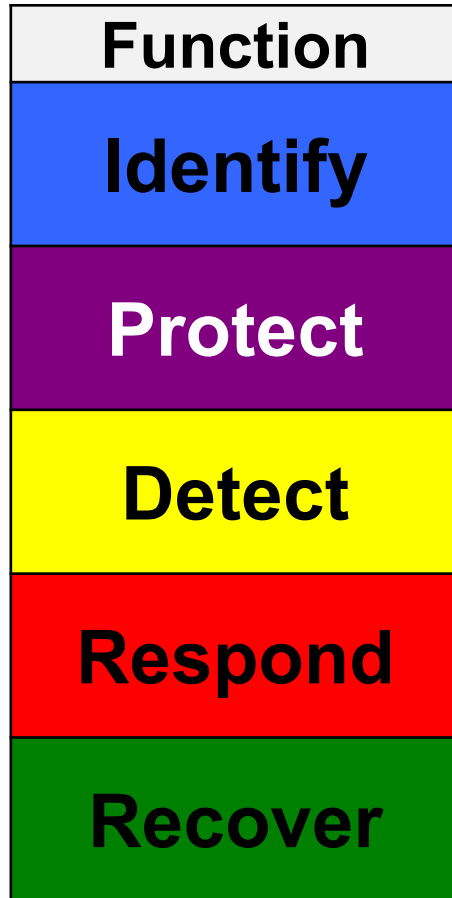 Function
Identify
Protect
Detect
Respond
Recover